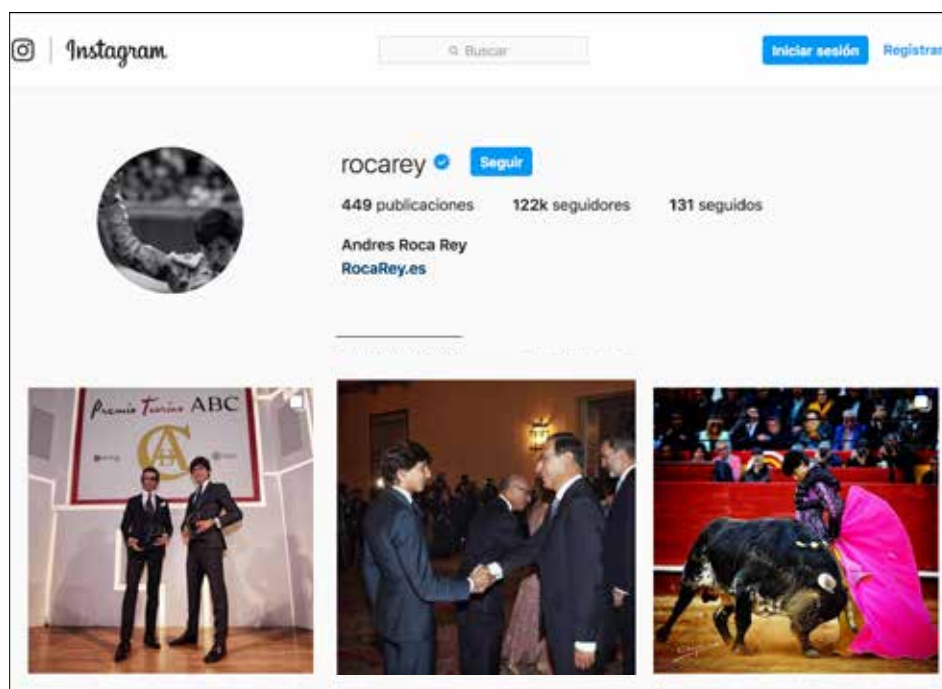 Instagram
Buscar
Iniciar sesión
Registrar
rocarey
Seguir
449 publicaciones 122k seguidores 131 seguidos
Andres Roca Rey
RocaRey.es
Premio Taurino ABC